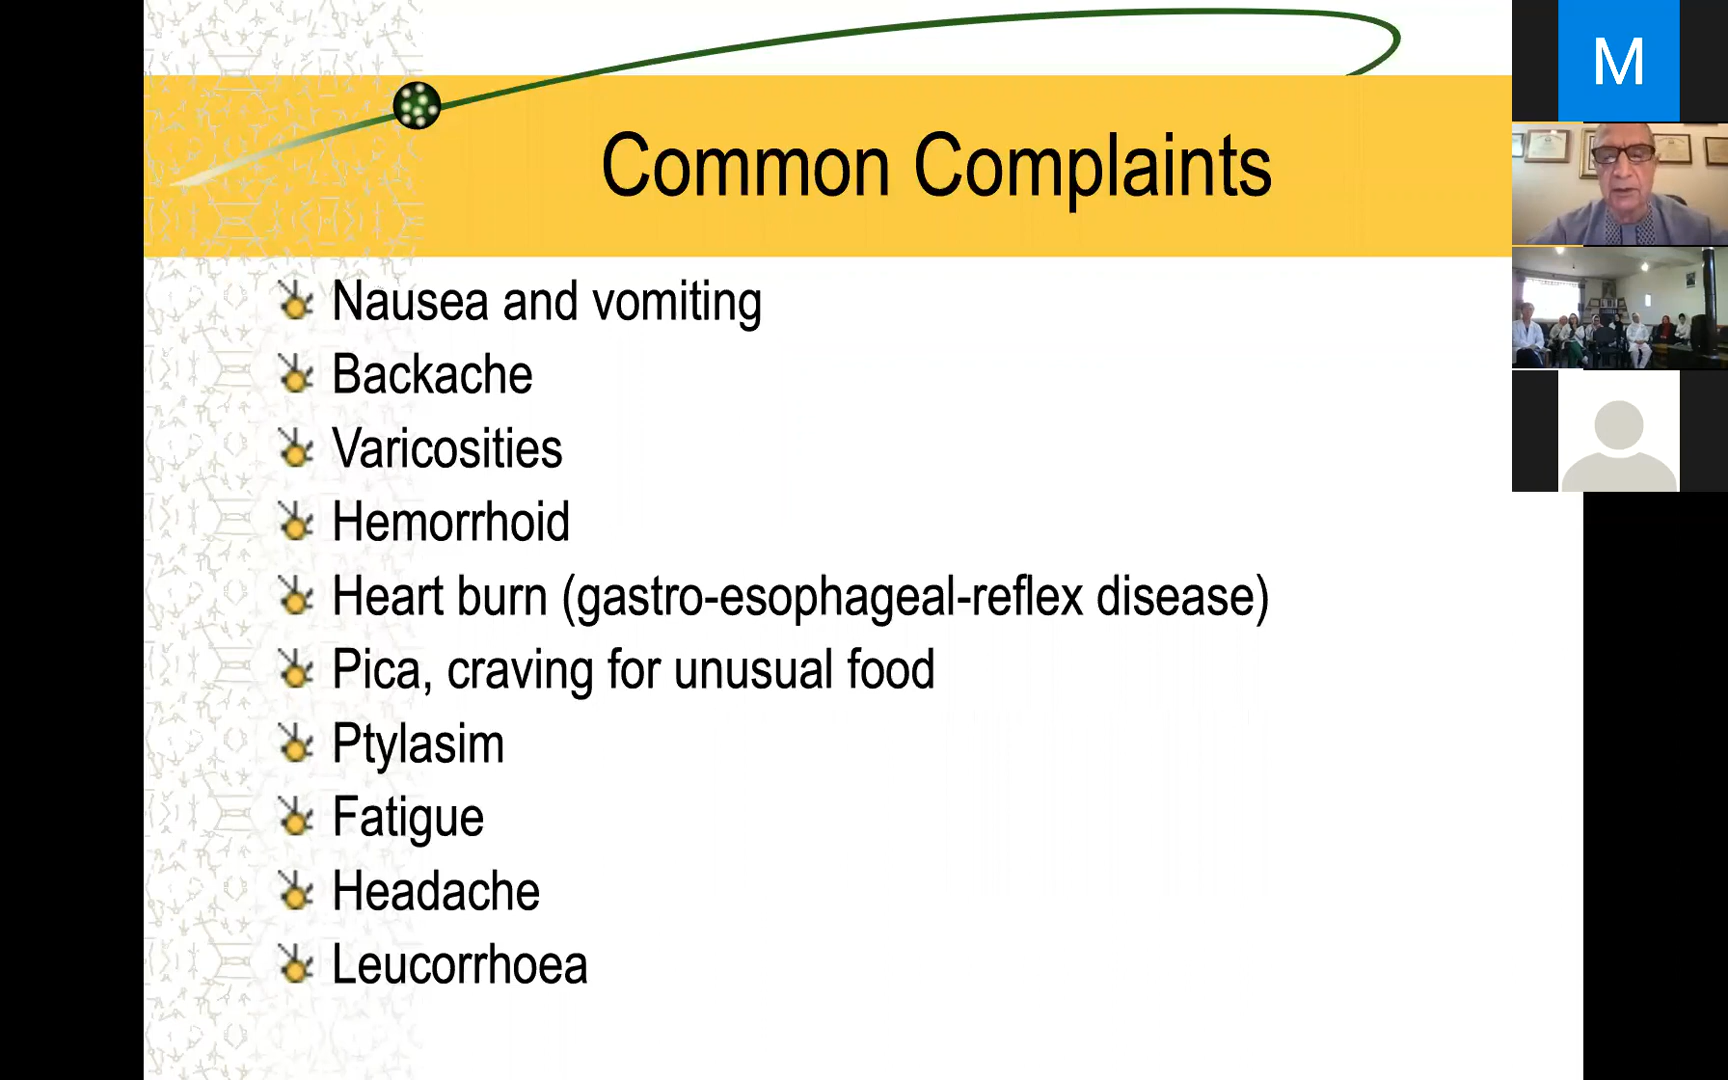 Common Complaints
Nausea and vomiting
Backache
Varicosities
Hemorrhoid
Heart burn (gastro-esophageal-reflex disease)
Pica, craving for unusual food
Ptylasim
Fatigue
Headache
Leucorrhoea
M